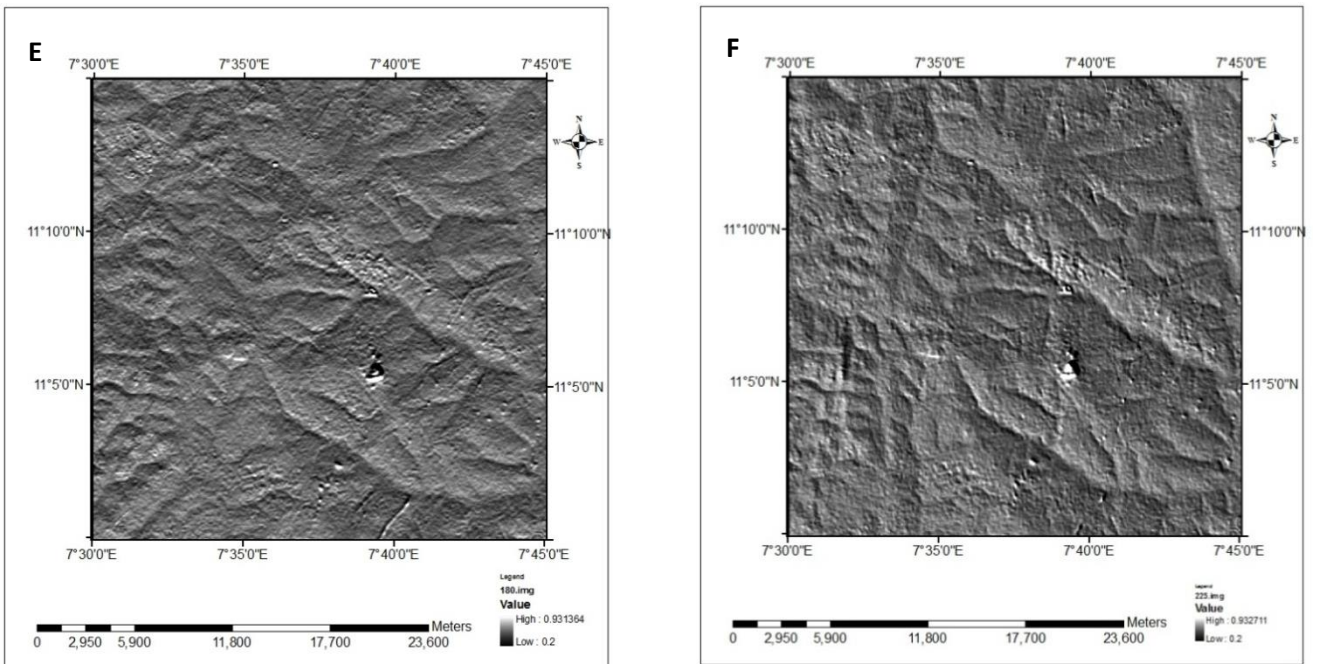 E
7°30'0"E 7°35'0"E 7°40'0"E 7°45'0"E
N
W E
S
11°10'0"N 11°10'0"N
11°5'0"N 11°5'0"N
7°30'0"E 7°35'0"E 7°40'0"E 7°45'0"E
Legend
180.img
Value
High : 0.931364
Low : 0.2
Meters
0 2,950 5,900 11,800 17,700 23,600
F
7°30'0"E 7°35'0"E 7°40'0"E 7°45'0"E
N
W E
S
11°10'0"N 11°10'0"N
11°5'0"N 11°5'0"N
7°30'0"E 7°35'0"E 7°40'0"E 7°45'0"E
Legend
225.img
Value
High : 0.932711
Low : 0.2
Meters
0 2,950 5,900 11,800 17,700 23,600